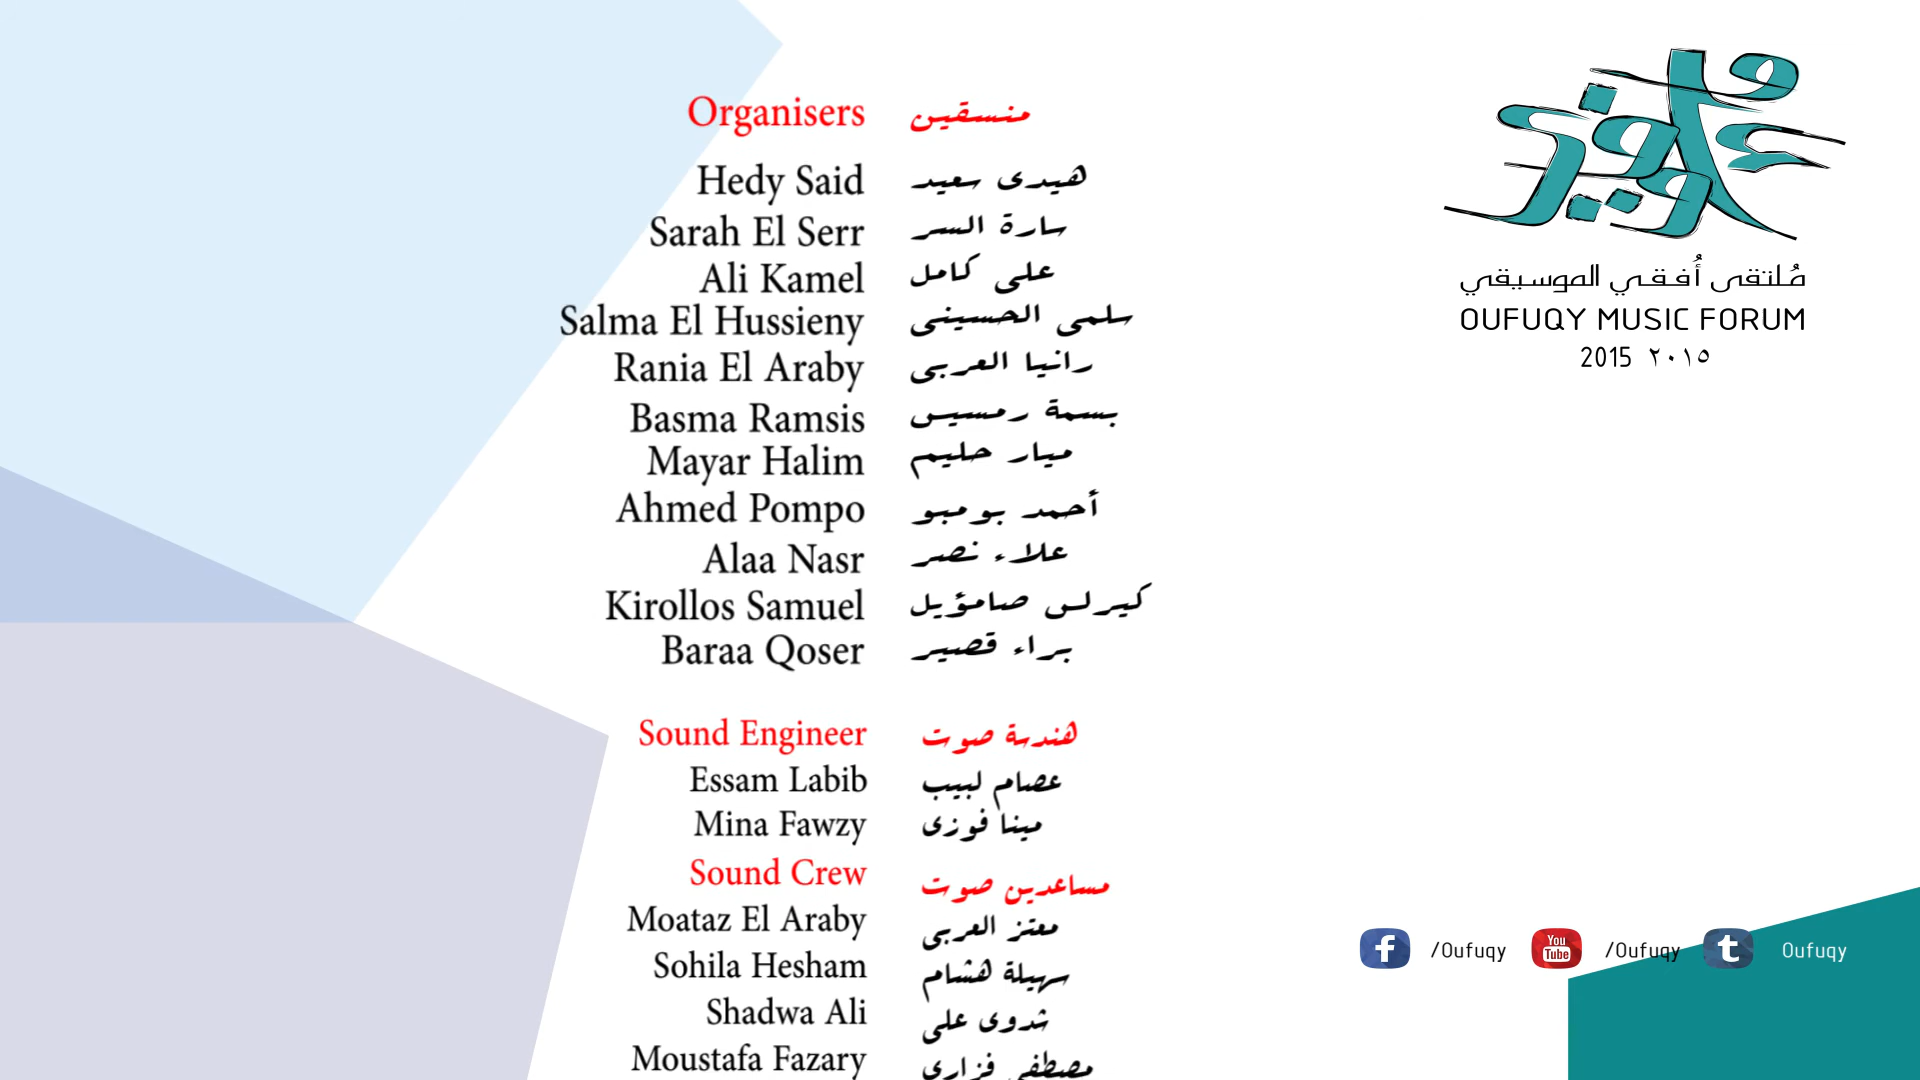 Organisers منسقين
Hedy Said هيدى سعيد
Sarah El Serr سارة السر
Ali Kamel على كامل
Salma El Hussieny سلمى الحسينى
Rania El Araby رانيا العربى
Basma Ramsis بسمة رمسيس
Mayar Halim ميار حليم
Ahmed Pompo أحمد بومبو
Alaa Nasr علاء نصر
Kirollos Samuel كيرلس صامؤيل
Baraa Qoser براء قصير
Sound Engineer هندسة صوت
Essam Labib عصام لبيب
Mina Fawzy مينا فوزى
Sound Crew مساعدين صوت
Moataz El Araby معتز العربى
Sohila Hesham سهيلة هشام
Shadwa Ali شدوى على
Moustafa Fazary مصطفى فزارى
مُلتقى أُفقي الموسيقي
OUFUQY MUSIC FORUM
2015 ٢٠١٥
f /Oufuqy You Tube /Oufuqy t Oufuqy